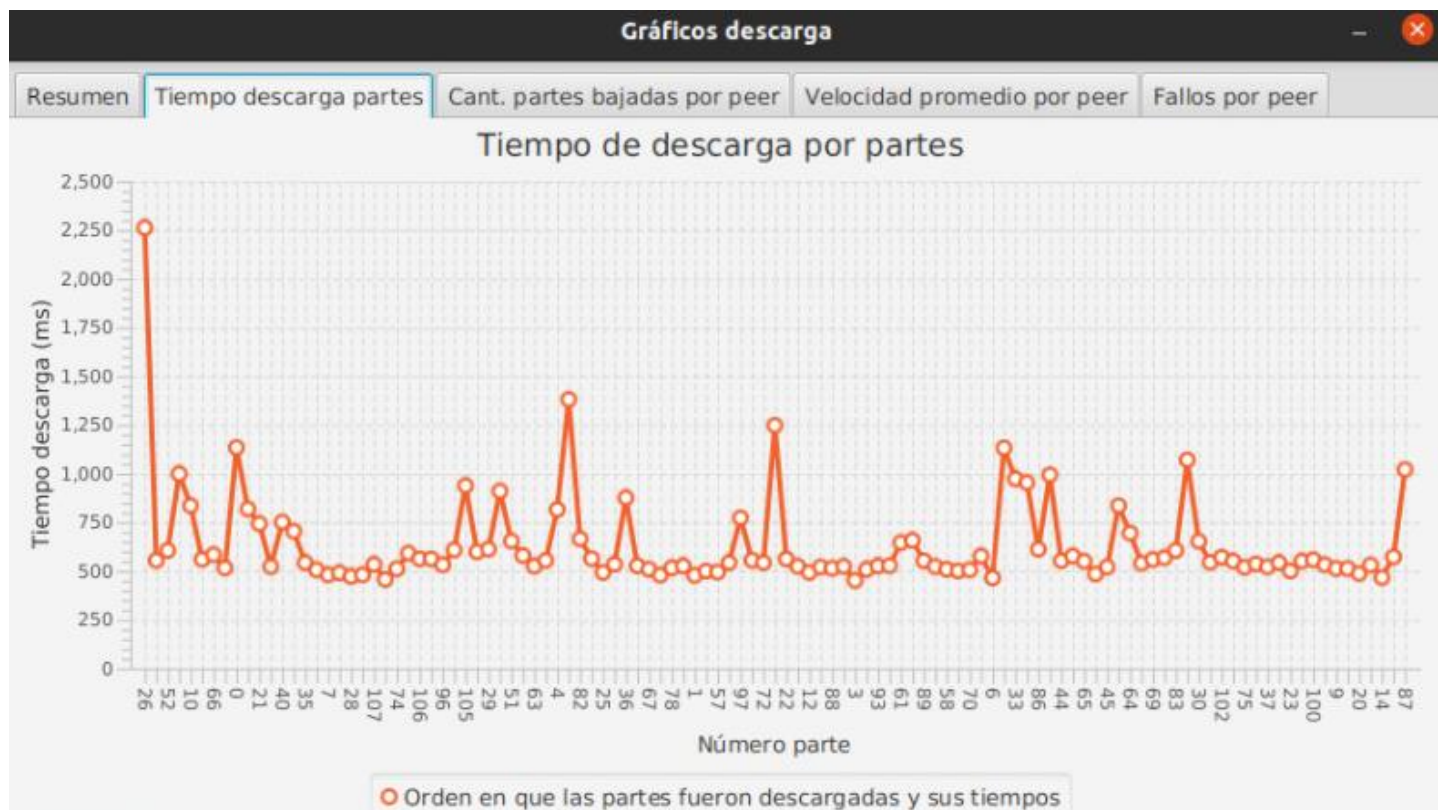 Gráficos descarga
Resumen Tiempo descarga partes Cant. partes bajadas por peer Velocidad promedio por peer Fallos por peer
Tiempo de descarga por partes
2,500
2,250
2,000
1,750
1,500
1,250
1,000
750
500
250
0
Tiempo descarga (ms)
26 52 10 66 0 21 40 35 7 28 107 74 106 96 105 29 51 63 4 82 25 36 67 78 1 57 97 72 22 12 88 3 93 61 89 58 70 6 33 86 44 65 45 64 69 83 30 102 75 37 23 100 9 20 14 87
Número parte
Orden en que las partes fueron descargadas y sus tiempos